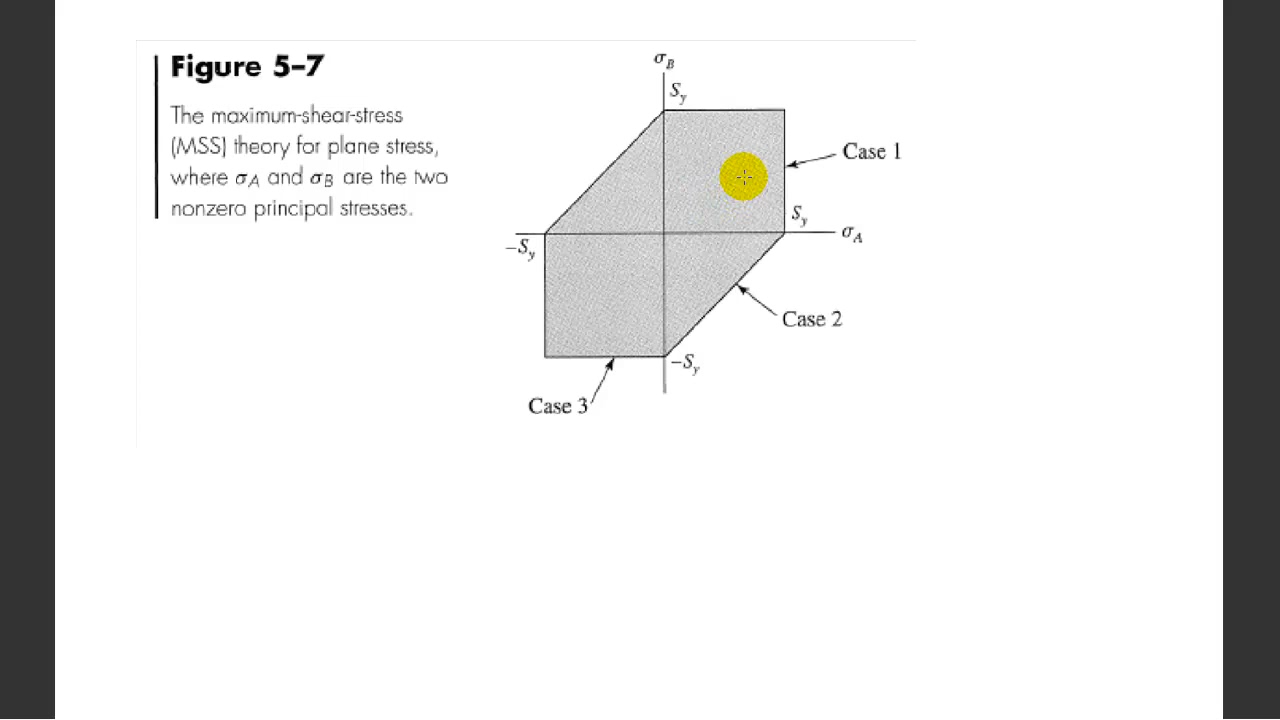 Figure 5–7
The maximum-shear-stress
(MSS) theory for plane stress,
where σA and σB are the two
nonzero principal stresses.
σB
Sy
Case 1
Sy
σA
–Sy
Case 2
–Sy
Case 3